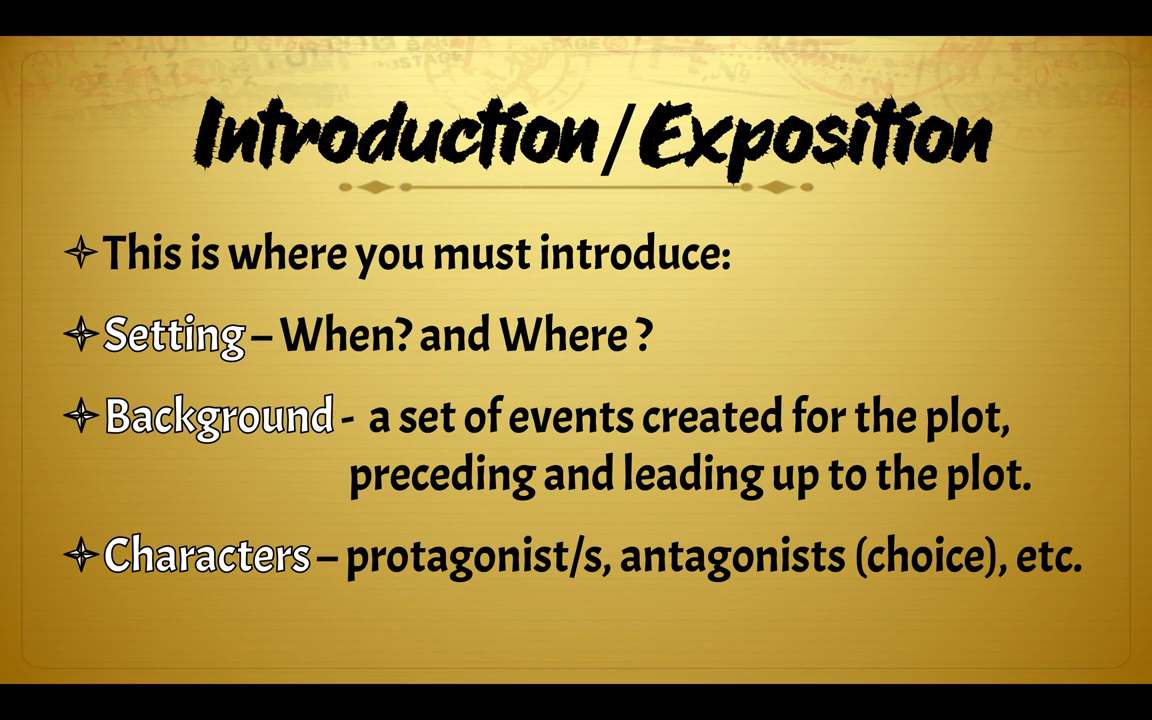 POSTAGE
Introduction/Exposition
This is where you must introduce:
Setting – When? and Where ?
Background - a set of events created for the plot,
preceding and leading up to the plot.
Characters – protagonist/s, antagonists (choice), etc.